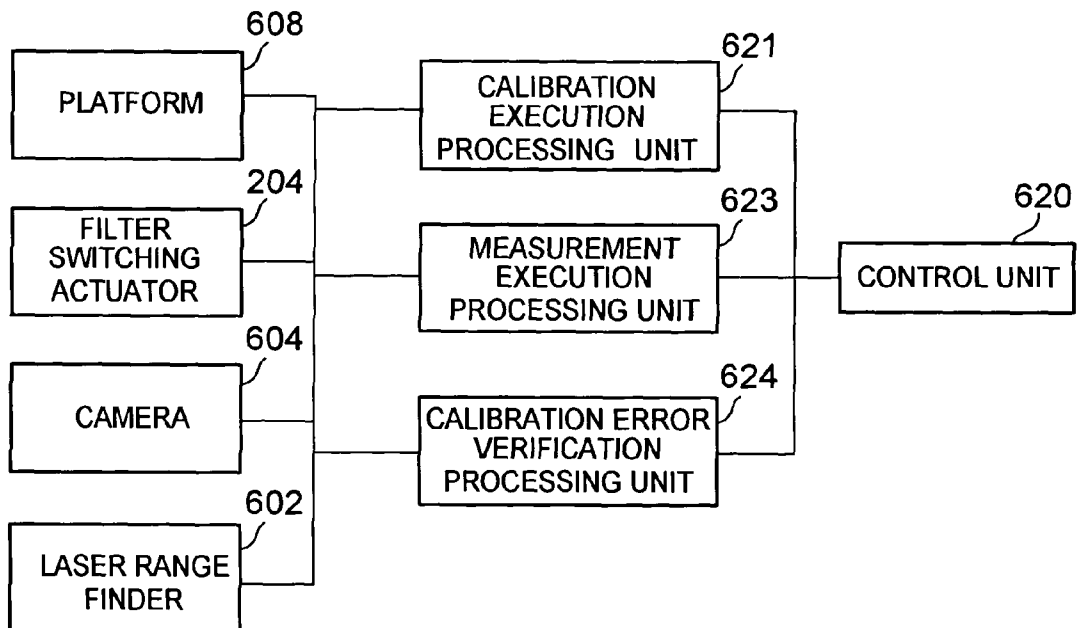 608
PLATFORM
204
FILTER
SWITCHING
ACTUATOR
604
CAMERA
602
LASER RANGE
FINDER
621
CALIBRATION
EXECUTION
PROCESSING UNIT
623
MEASUREMENT
EXECUTION
PROCESSING UNIT
624
CALIBRATION ERROR
VERIFICATION
PROCESSING UNIT
620
CONTROL UNIT